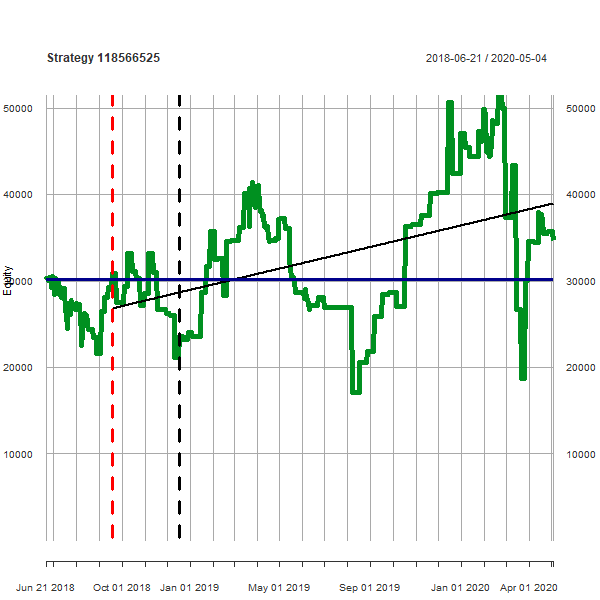 Strategy 118566525
2018-06-21 / 2020-05-04
50000 50000
40000 40000
Equity
30000 30000
20000 20000
10000 10000
Jun 21 2018 Oct 01 2018 Jan 01 2019 May 01 2019 Sep 01 2019 Jan 01 2020 Apr 01 2020